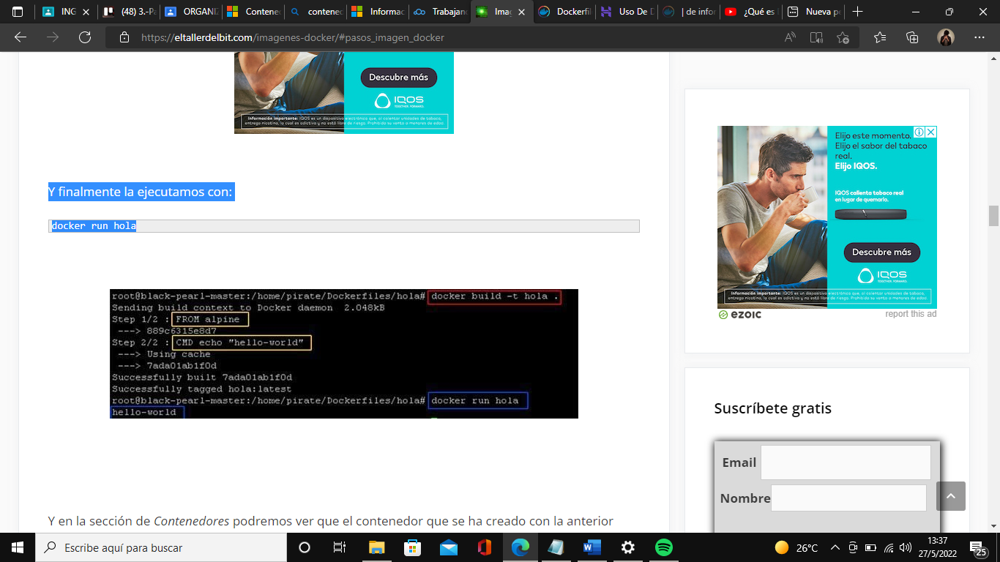 ING
(48) 3.-Pa
ORGANIZ
Contene
contened
Informac
Trabajan
Imag
Dockerfil
Uso De D
| de infor
¿Qué es
Nueva pe
https://eltallerdelbit.com/imagenes-docker/#pasos_imagen_docker
Descubre más
IQOS
TOGETHER. FORWARD.
Información importante: IQOS es un dispositivo electrónico que, al calentar unidades de tabaco,
entrega nicotina, la cual es adictiva y no está libre de riesgo. Prohibido su venta a menores de edad.
Y finalmente la ejecutamos con:
docker run hola
root@black-pearl-master:/home/pirate/Dockerfiles/hola# docker build -t hola .
Sending build context to Docker daemon 2.048kB
Step 1/2 : FROM alpine
---> 889c6315e8d7
Step 2/2 : CMD echo "hello-world"
---> Using cache
---> 7ada01ab1f0d
Successfully built 7ada01ab1f0d
Successfully tagged hola:latest
root@black-pearl-master:/home/pirate/Dockerfiles/hola# docker run hola
hello-world
Y en la sección de Contenedores podremos ver que el contenedor que se ha creado con la anterior
Elijo este momento.
Elijo el sabor del tabaco
real.
Elijo IQOS.
IQOS calienta tabaco real
en lugar de quemarlo.
Descubre más
IQOS
TOGETHER. FORWARD.
Información importante: IQOS es un dispositivo electrónico que, al calentar unidades de tabaco,
entrega nicotina, la cual es adictiva y no está libre de riesgo. Prohibido su venta a menores de edad.
ezoic
report this ad
Suscríbete gratis
Email
Nombre
Escribe aquí para buscar
26°C
13:37
27/5/2022
25